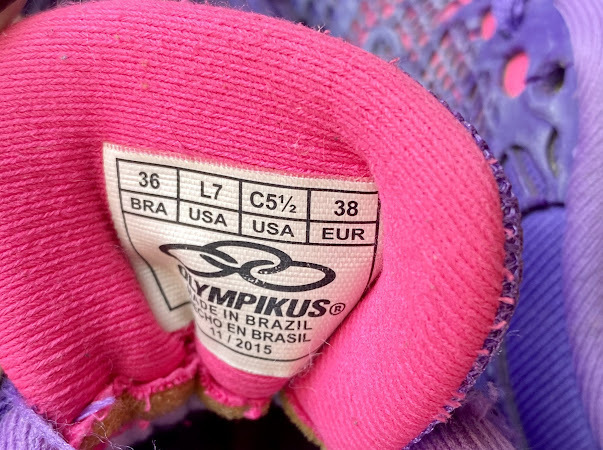 36 L7 C5½ 38
BRA USA USA EUR
OLYMPIKUS®
MADE IN BRAZIL
HECHO EN BRASIL
11/2015